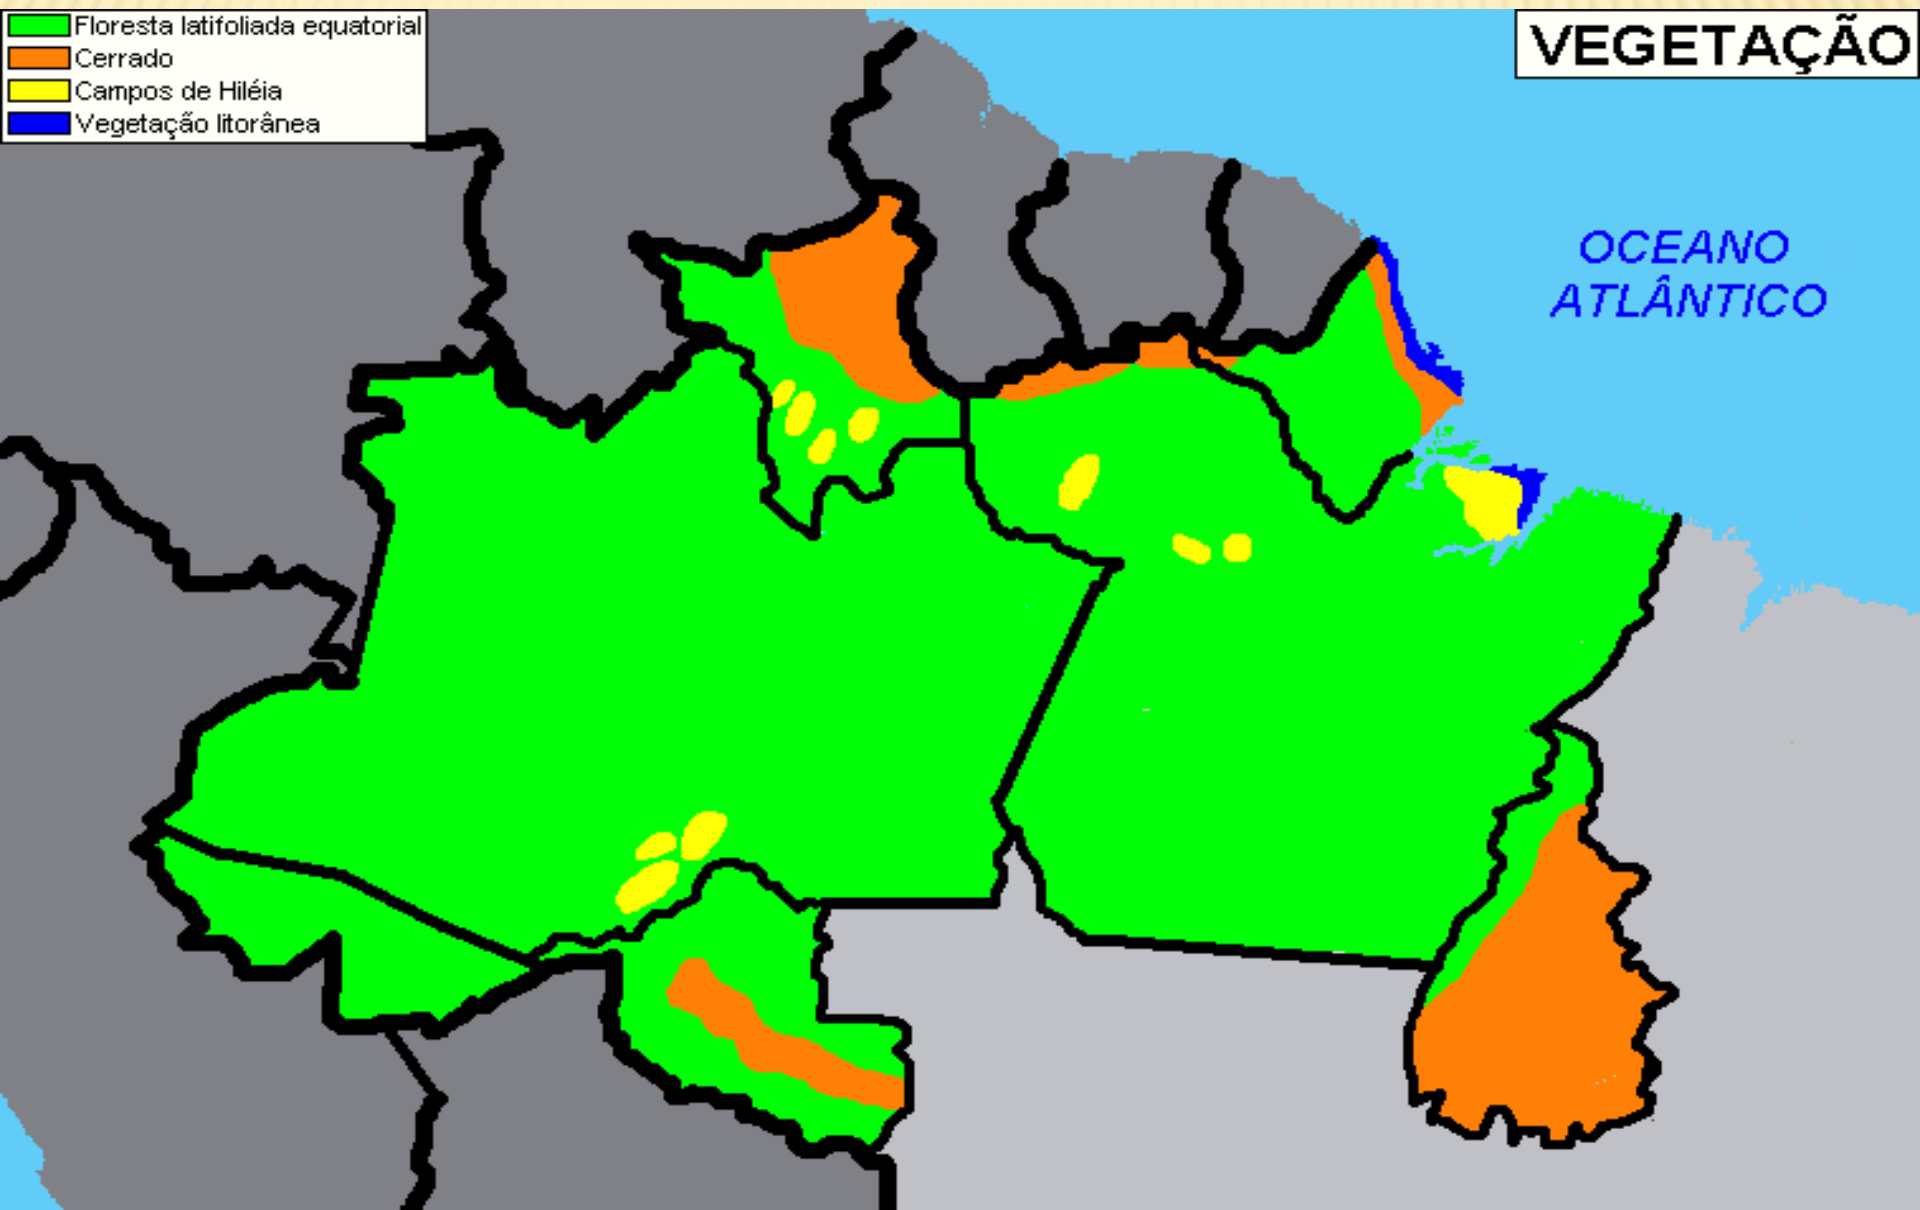 Floresta latifoliada equatorial
Cerrado
Campos de Hiléia
Vegetação litorânea
VEGETAÇÃO
OCEANO
ATLÂNTICO